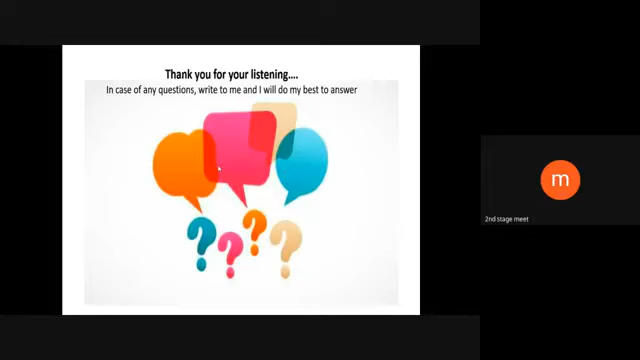 Thank you for your listening....
In case of any questions, write to me and I will do my best to answer
? ? ? ?
m
2nd stage meet